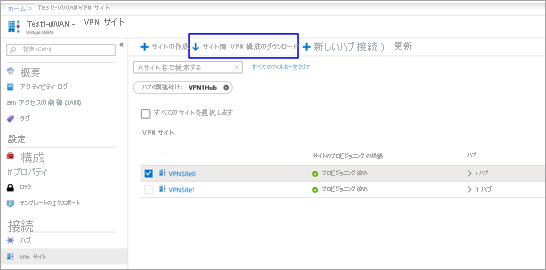 ホーム > Test1-vWAN VPN サイト
Test1-vWAN - VPN サイト
Virtual WAN
検索 (Ctrl+/)
概要
アクティビティ ログ
am アクセスの制御 (IAM)
タグ
設定
構成
プロパティ
ロック
テンプレートのエクスポート
接続
ハブ
VPN サイト
サイトの作成
サイト間 VPN 構成のダウンロード
新しいハブ接続)
更新
サイト名で検索する
すべてのフィルターをクリア
ハブの関連付け: VPN1Hub
すべてのサイトを選択します
VPN サイト
サイトのプロビジョニングの状態
ハブ
VPNSite0
プロビジョニング済み
1 ハブ
VPNSite1
プロビジョニング済み
1 ハブ